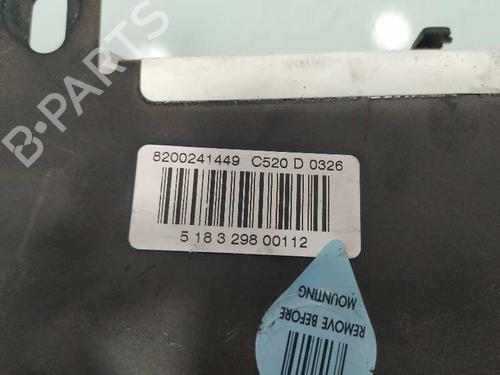 8200241449 C520 D 0326
5 18 3 298 00112
REMOVE BEFORE
MOUNTING
B-PARTS